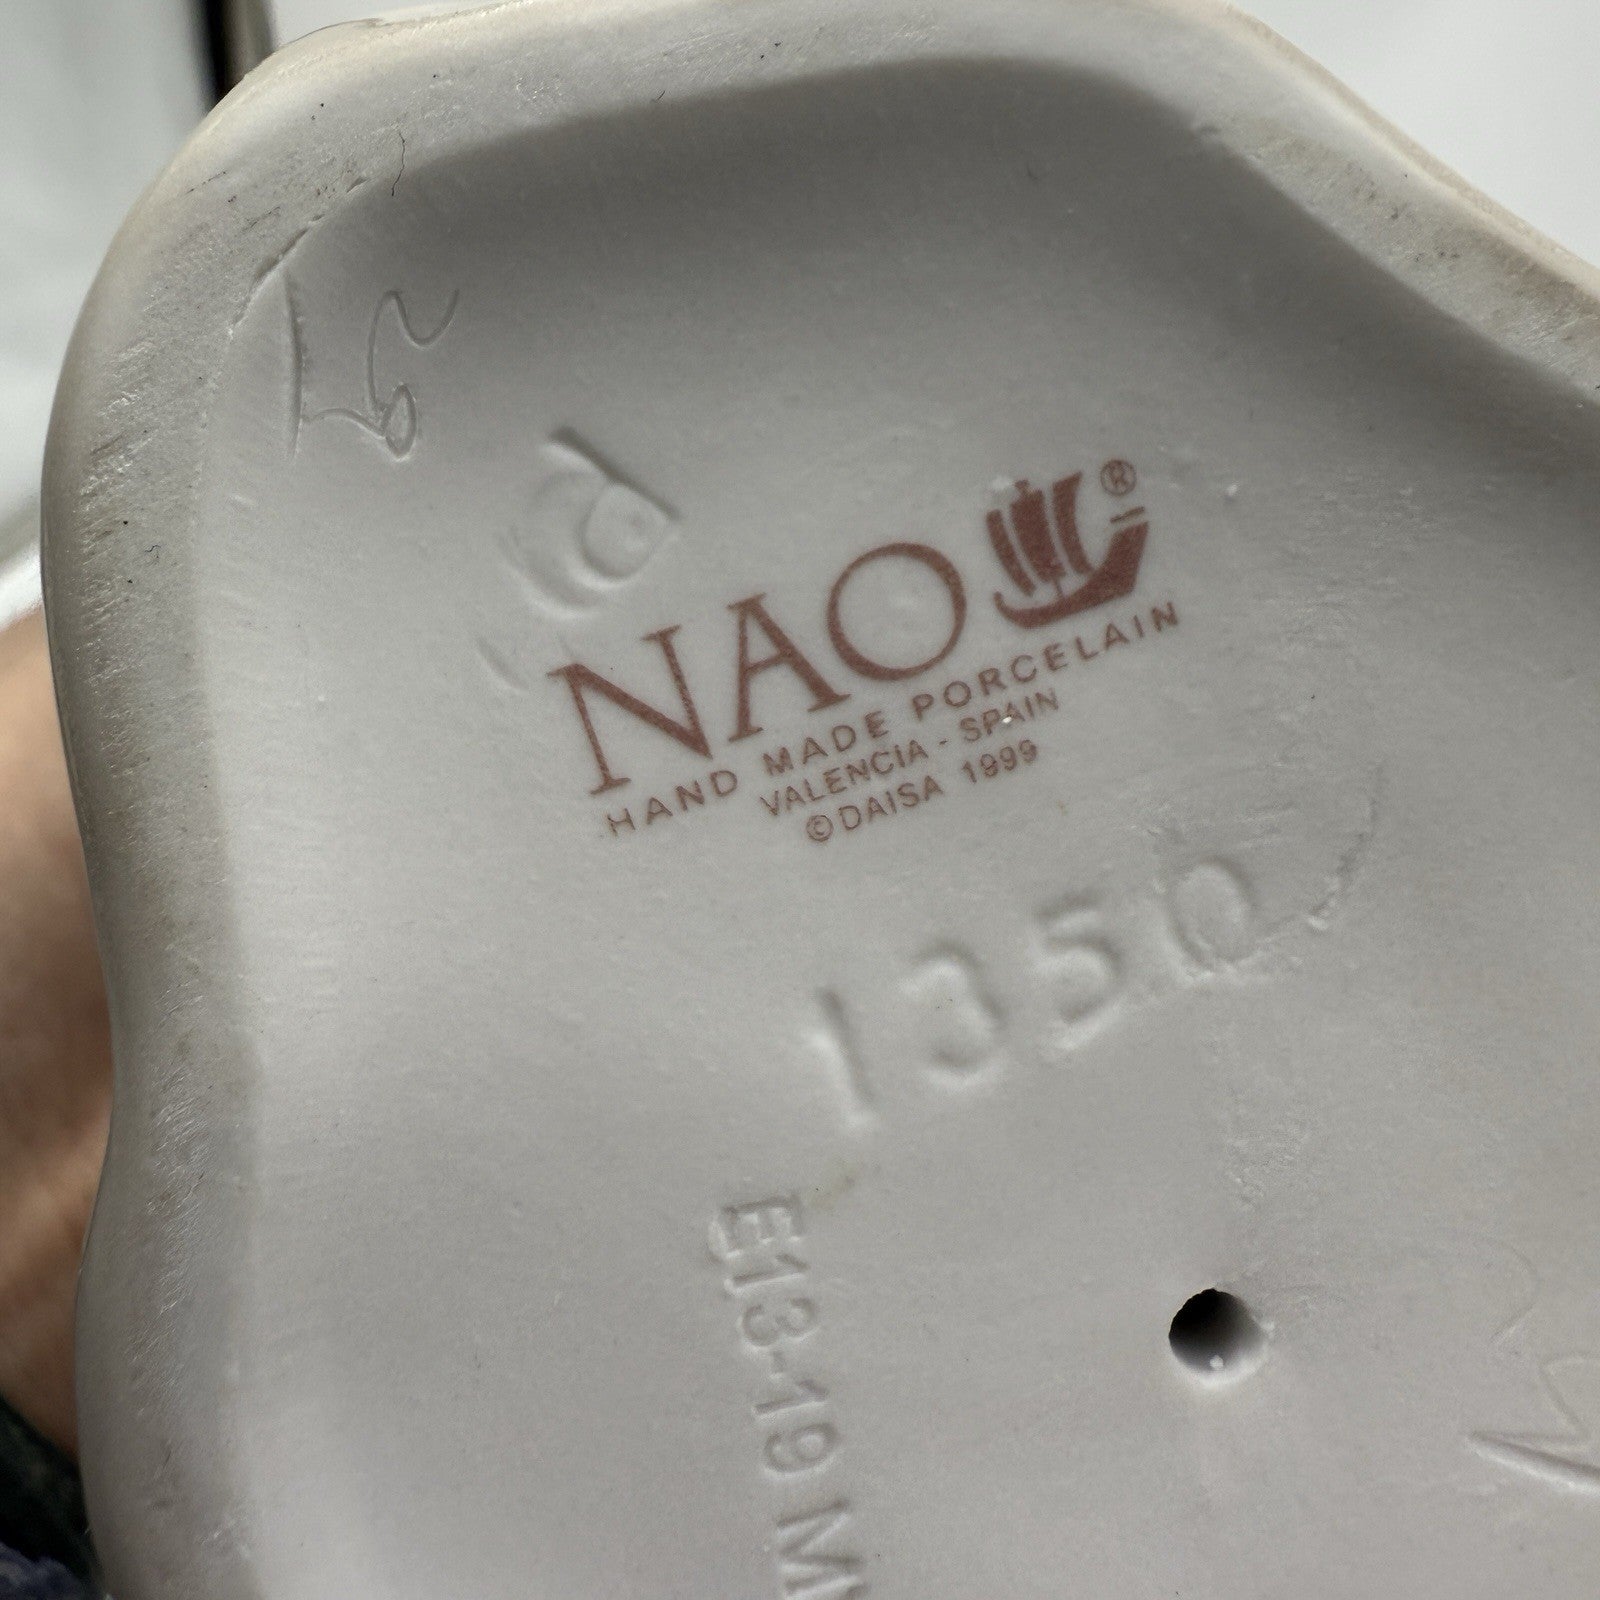 NAO ®
HAND MADE PORCELAIN
VALENCIA - SPAIN
© DAISA 1999
1350
E13-19 M